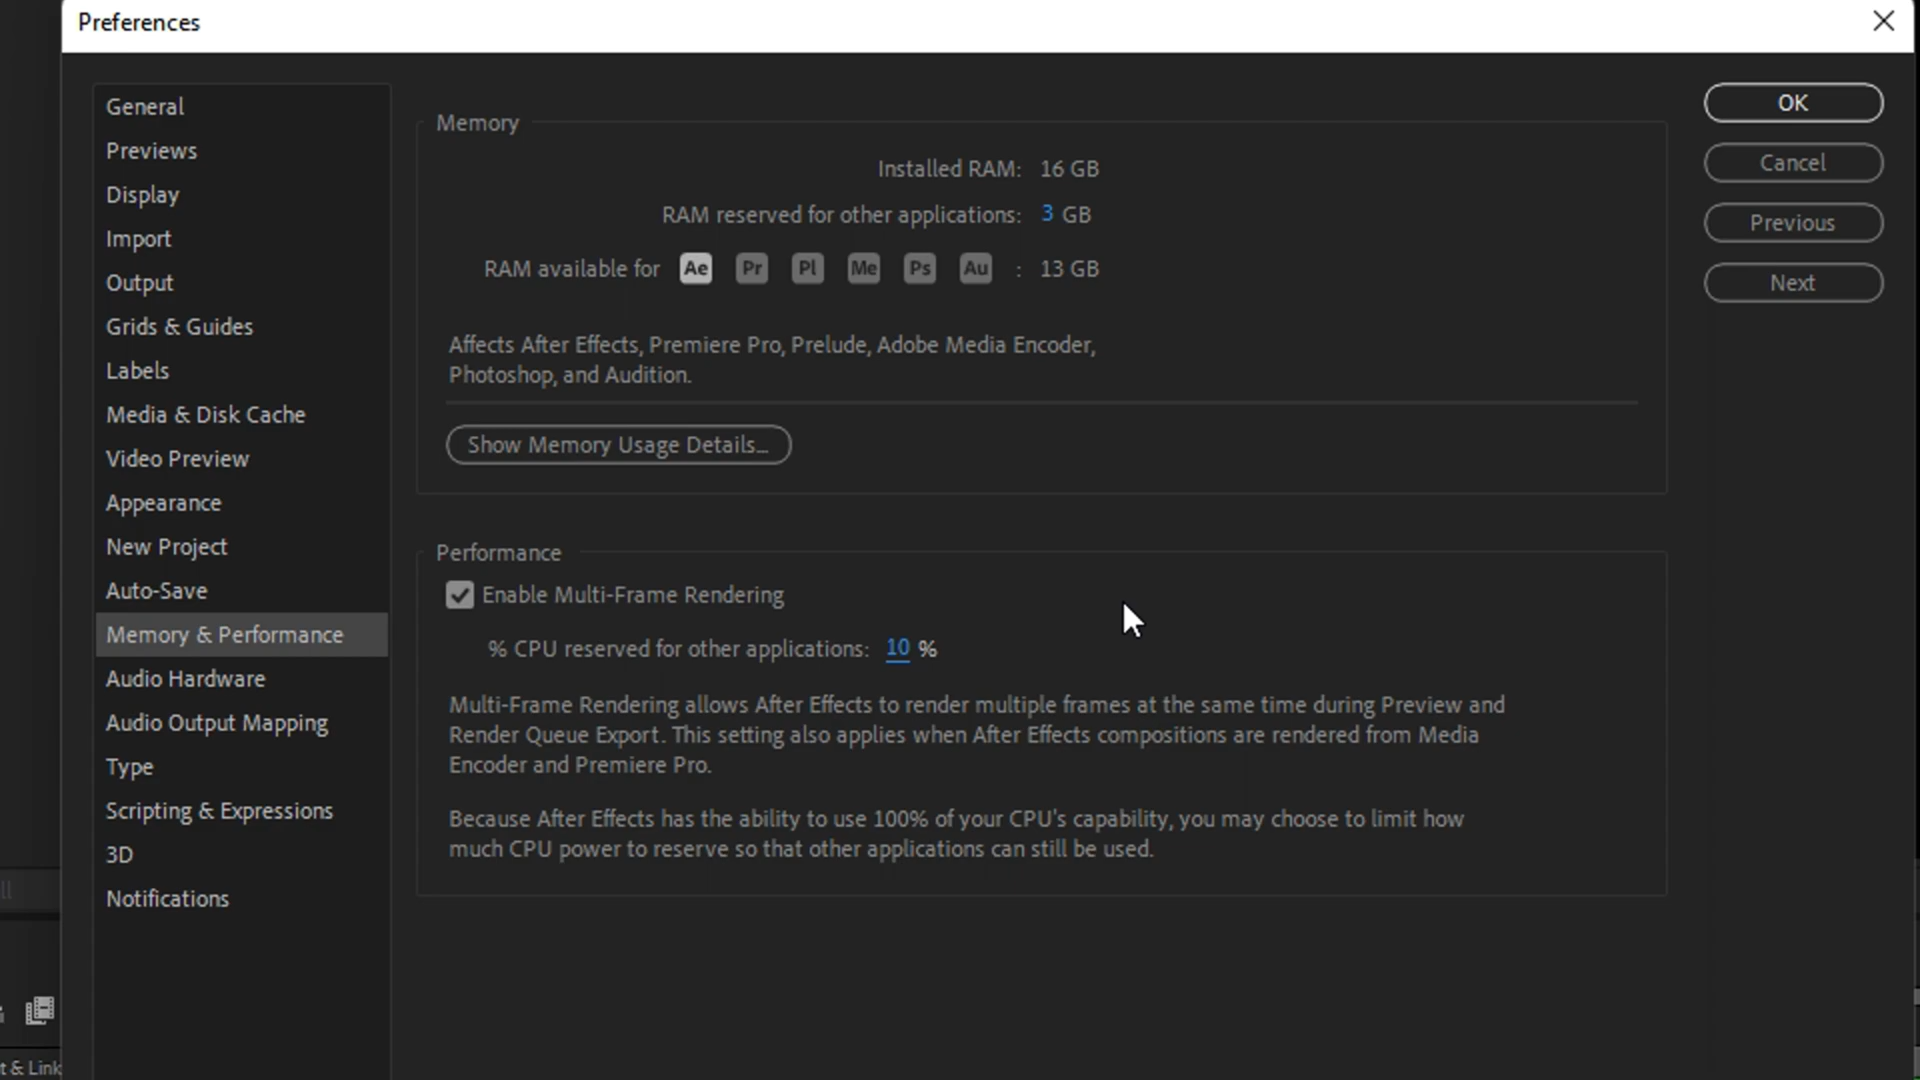 Preferences
General
Previews
Display
Import
Output
Grids & Guides
Labels
Media & Disk Cache
Video Preview
Appearance
New Project
Auto-Save
Memory & Performance
Audio Hardware
Audio Output Mapping
Type
Scripting & Expressions
3D
Notifications
Memory
Installed RAM: 16 GB
RAM reserved for other applications: 3 GB
RAM available for Ae Pr Pl Me Ps Au : 13 GB
Affects After Effects, Premiere Pro, Prelude, Adobe Media Encoder,
Photoshop, and Audition.
Show Memory Usage Details...
Performance
Enable Multi-Frame Rendering
% CPU reserved for other applications: 10 %
Multi-Frame Rendering allows After Effects to render multiple frames at the same time during Preview and
Render Queue Export. This setting also applies when After Effects compositions are rendered from Media
Encoder and Premiere Pro.
Because After Effects has the ability to use 100% of your CPU's capability, you may choose to limit how
much CPU power to reserve so that other applications can still be used.
OK
Cancel
Previous
Next
t & Link